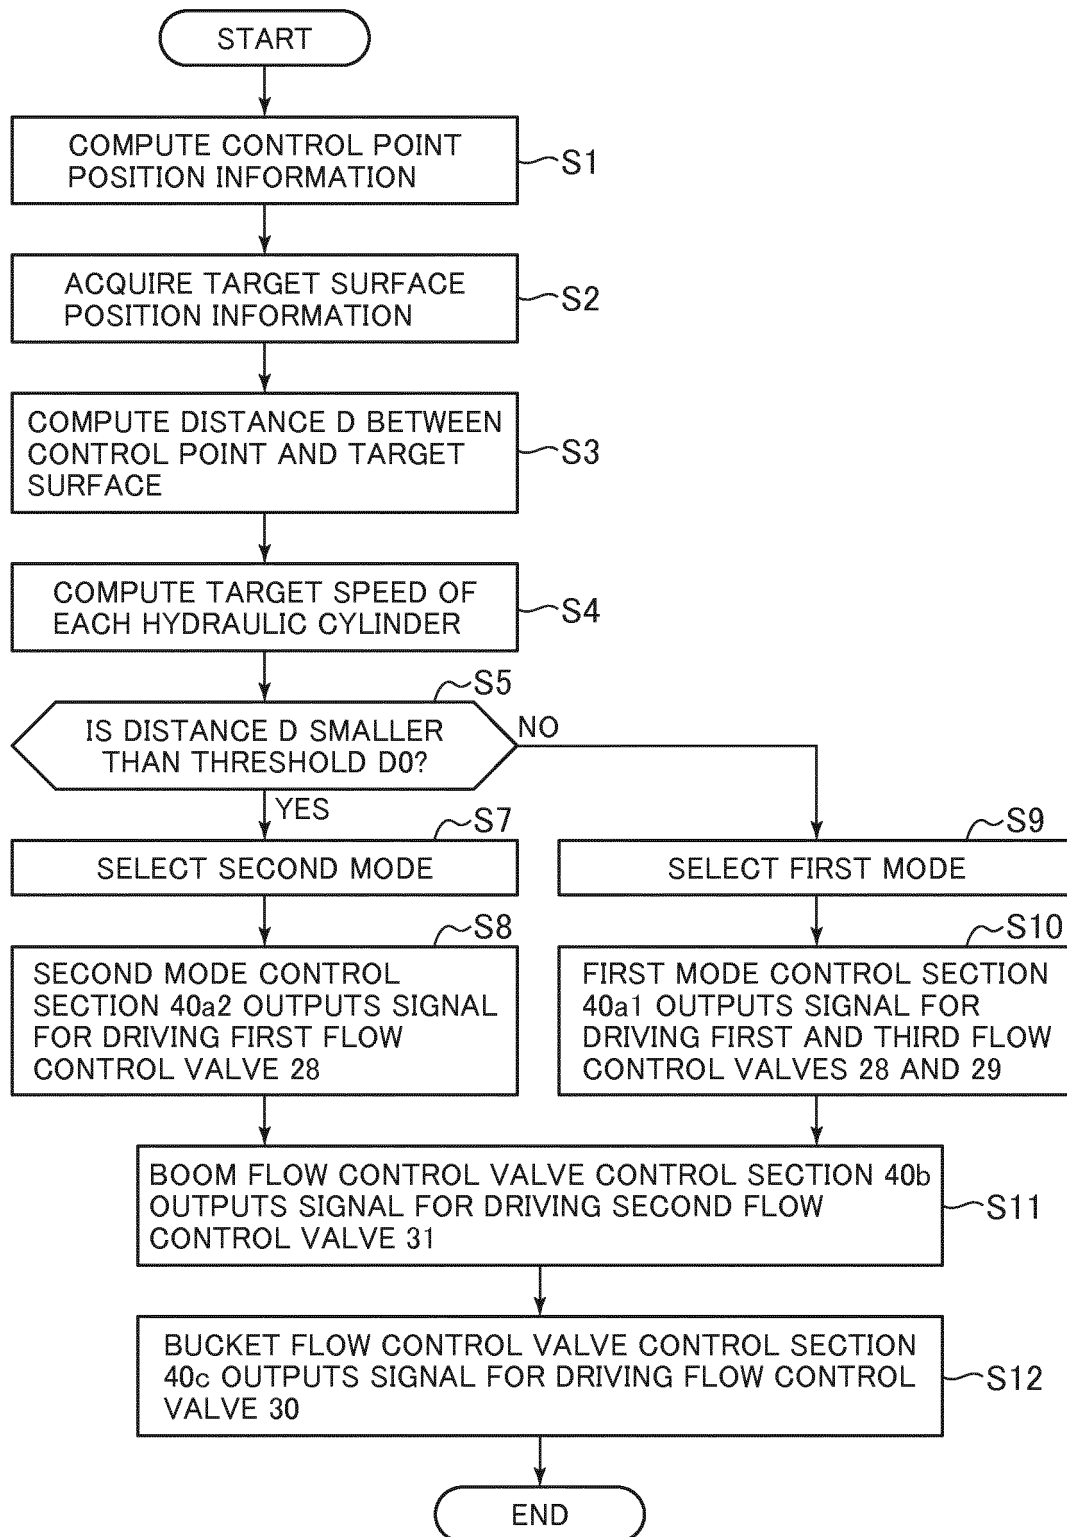 START
COMPUTE CONTROL POINT
POSITION INFORMATION
S1
ACQUIRE TARGET SURFACE
POSITION INFORMATION
S2
COMPUTE DISTANCE D BETWEEN
CONTROL POINT AND TARGET
SURFACE
S3
COMPUTE TARGET SPEED OF
EACH HYDRAULIC CYLINDER
S4
S5
IS DISTANCE D SMALLER
THAN THRESHOLD D0?
NO
YES
S7
SELECT SECOND MODE
S9
SELECT FIRST MODE
S8
SECOND MODE CONTROL
SECTION 40a2 OUTPUTS SIGNAL
FOR DRIVING FIRST FLOW
CONTROL VALVE 28
S10
FIRST MODE CONTROL SECTION
40a1 OUTPUTS SIGNAL FOR
DRIVING FIRST AND THIRD FLOW
CONTROL VALVES 28 AND 29
BOOM FLOW CONTROL VALVE CONTROL SECTION 40b
OUTPUTS SIGNAL FOR DRIVING SECOND FLOW
CONTROL VALVE 31
S11
BUCKET FLOW CONTROL VALVE CONTROL SECTION
40c OUTPUTS SIGNAL FOR DRIVING FLOW CONTROL
VALVE 30
S12
END